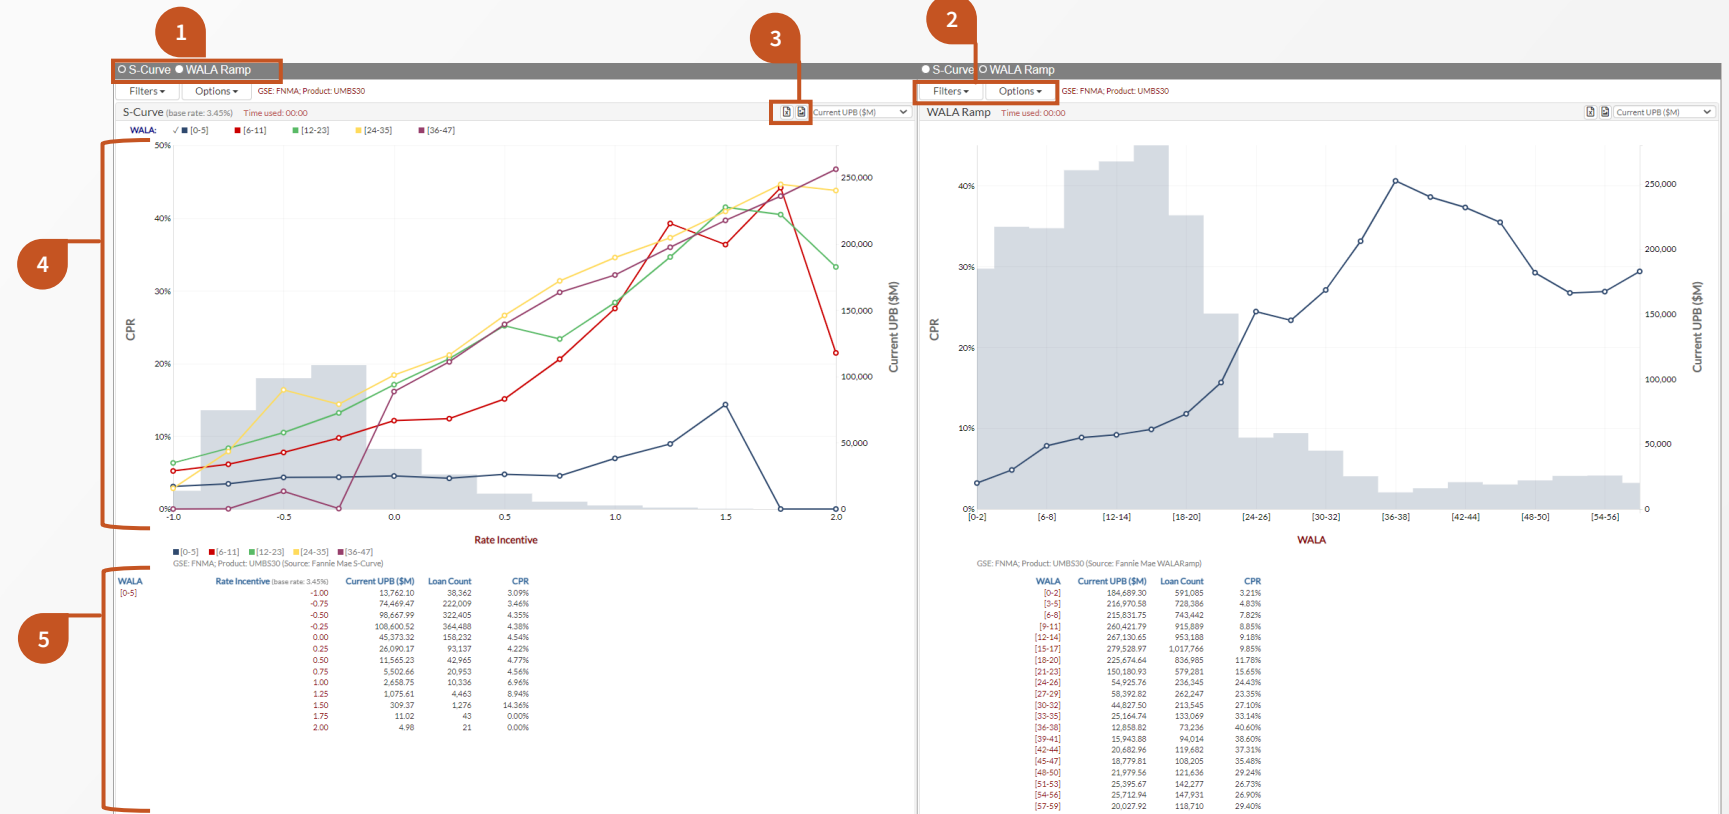 1
2
3
4
5
S-Curve WALA Ramp
Filters Options GSE: FNMA; Product: UMBS30
S-Curve (base rate: 3.45%) Time used: 00:00 Current UPB ($M)
WALA: ✓ [0-5] [6-11] [12-23] [24-35] [36-47]
50%
40%
30%
20%
10%
0%
CPR
250,000
200,000
150,000
100,000
50,000
0
Current UPB ($M)
-1.0 -0.5 0.0 0.5 1.0 1.5 2.0
Rate Incentive
[0-5] [6-11] [12-23] [24-35] [36-47]
GSE: FNMA; Product: UMBS30 (Source: Fannie Mae S-Curve)
WALA Rate Incentive (base rate: 3.45%) Current UPB ($M) Loan Count CPR
[0-5] -1.00 13,762.10 38,362 3.09%
-0.75 74,469.47 222,009 3.46%
-0.50 98,667.99 322,405 4.35%
-0.25 108,600.52 364,488 4.38%
0.00 45,373.32 158,232 4.54%
0.25 26,090.17 93,137 4.22%
0.50 11,565.23 42,965 4.77%
0.75 5,502.66 20,953 4.56%
1.00 2,658.75 10,336 6.96%
1.25 1,075.61 4,463 8.94%
1.50 309.37 1,276 14.36%
1.75 11.02 43 0.00%
2.00 4.98 21 0.00%
S-Curve WALA Ramp
Filters Options GSE: FNMA; Product: UMBS30
WALA Ramp Time used: 00:00 Current UPB ($M)
40%
30%
20%
10%
0%
CPR
250,000
200,000
150,000
100,000
50,000
0
Current UPB ($M)
[0-2] [6-8] [12-14] [18-20] [24-26] [30-32] [36-38] [42-44] [48-50] [54-56]
WALA
GSE: FNMA; Product: UMBS30 (Source: Fannie Mae WALARamp)
WALA Current UPB ($M) Loan Count CPR
[0-2] 184,689.30 591,085 3.21%
[3-5] 216,970.58 728,386 4.83%
[6-8] 215,831.75 743,442 7.82%
[9-11] 260,421.79 915,889 8.85%
[12-14] 267,130.65 953,188 9.18%
[15-17] 279,528.97 1,017,766 9.85%
[18-20] 225,674.64 836,985 11.78%
[21-23] 150,180.93 579,281 15.65%
[24-26] 54,925.76 236,345 24.43%
[27-29] 58,392.82 262,247 23.35%
[30-32] 44,827.50 213,545 27.10%
[33-35] 25,164.74 133,069 33.14%
[36-38] 12,858.82 73,236 40.60%
[39-41] 15,943.88 94,014 38.60%
[42-44] 20,682.96 119,682 37.31%
[45-47] 18,779.81 108,205 35.48%
[48-50] 21,979.56 121,636 29.24%
[51-53] 25,395.67 142,277 26.73%
[54-56] 25,712.94 147,931 26.90%
[57-59] 20,027.92 118,710 29.40%